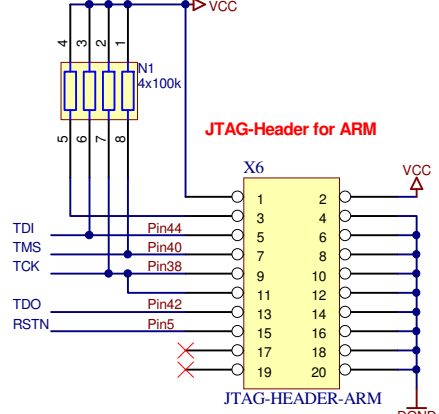 VCC
4 3 2 1
N1
4x100k
5 6 7 8
JTAG-Header for ARM
X6
VCC
1 2
3 4
TDI Pin44 5 6
TMS Pin40 7 8
TCK Pin38 9 10
11 12
TDO Pin42 13 14
RSTN Pin5 15 16
17 18
19 20
JTAG-HEADER-ARM
DGND